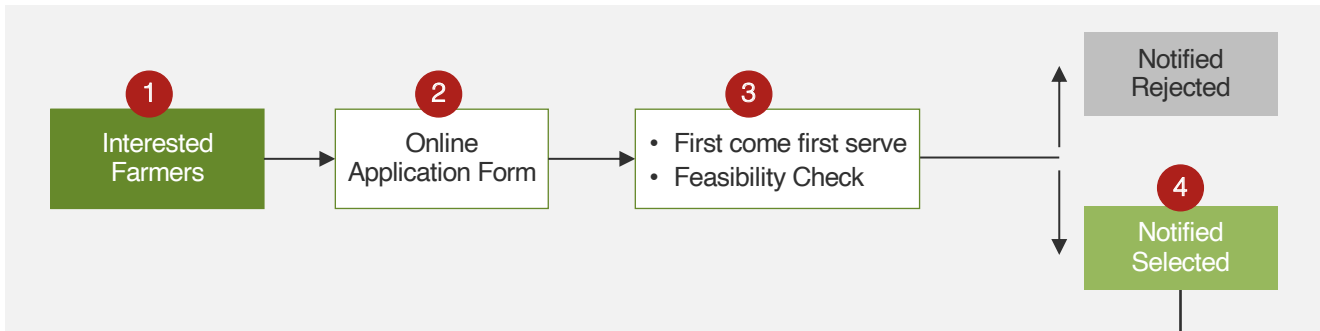 1
Interested
Farmers
2
Online
Application Form
3
• First come first serve
• Feasibility Check
Notified
Rejected
4
Notified
Selected